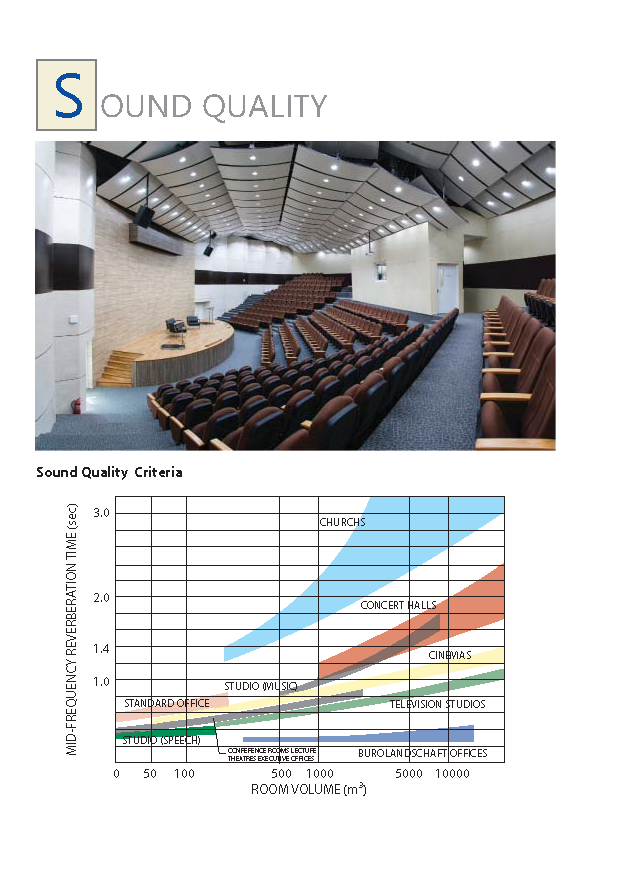 SOUND QUALITY
Sound Quality Criteria
MID-FREQUENCY REVERBERATION TIME (sec)
3.0
2.0
1.4
1.0
CHURCHS
CONCERT HALLS
CINEMAS
STUDIO (MUSIC)
STANDARD OFFICE
TELEVISION STUDIOS
STUDIO (SPEECH)
CONFERENCE ROOMS LECTURE
THEATRES EXECUTIVE OFFICES
BUROLANDSCHAFT OFFICES
0 50 100 500 1000 5000 10000
ROOM VOLUME (m³)